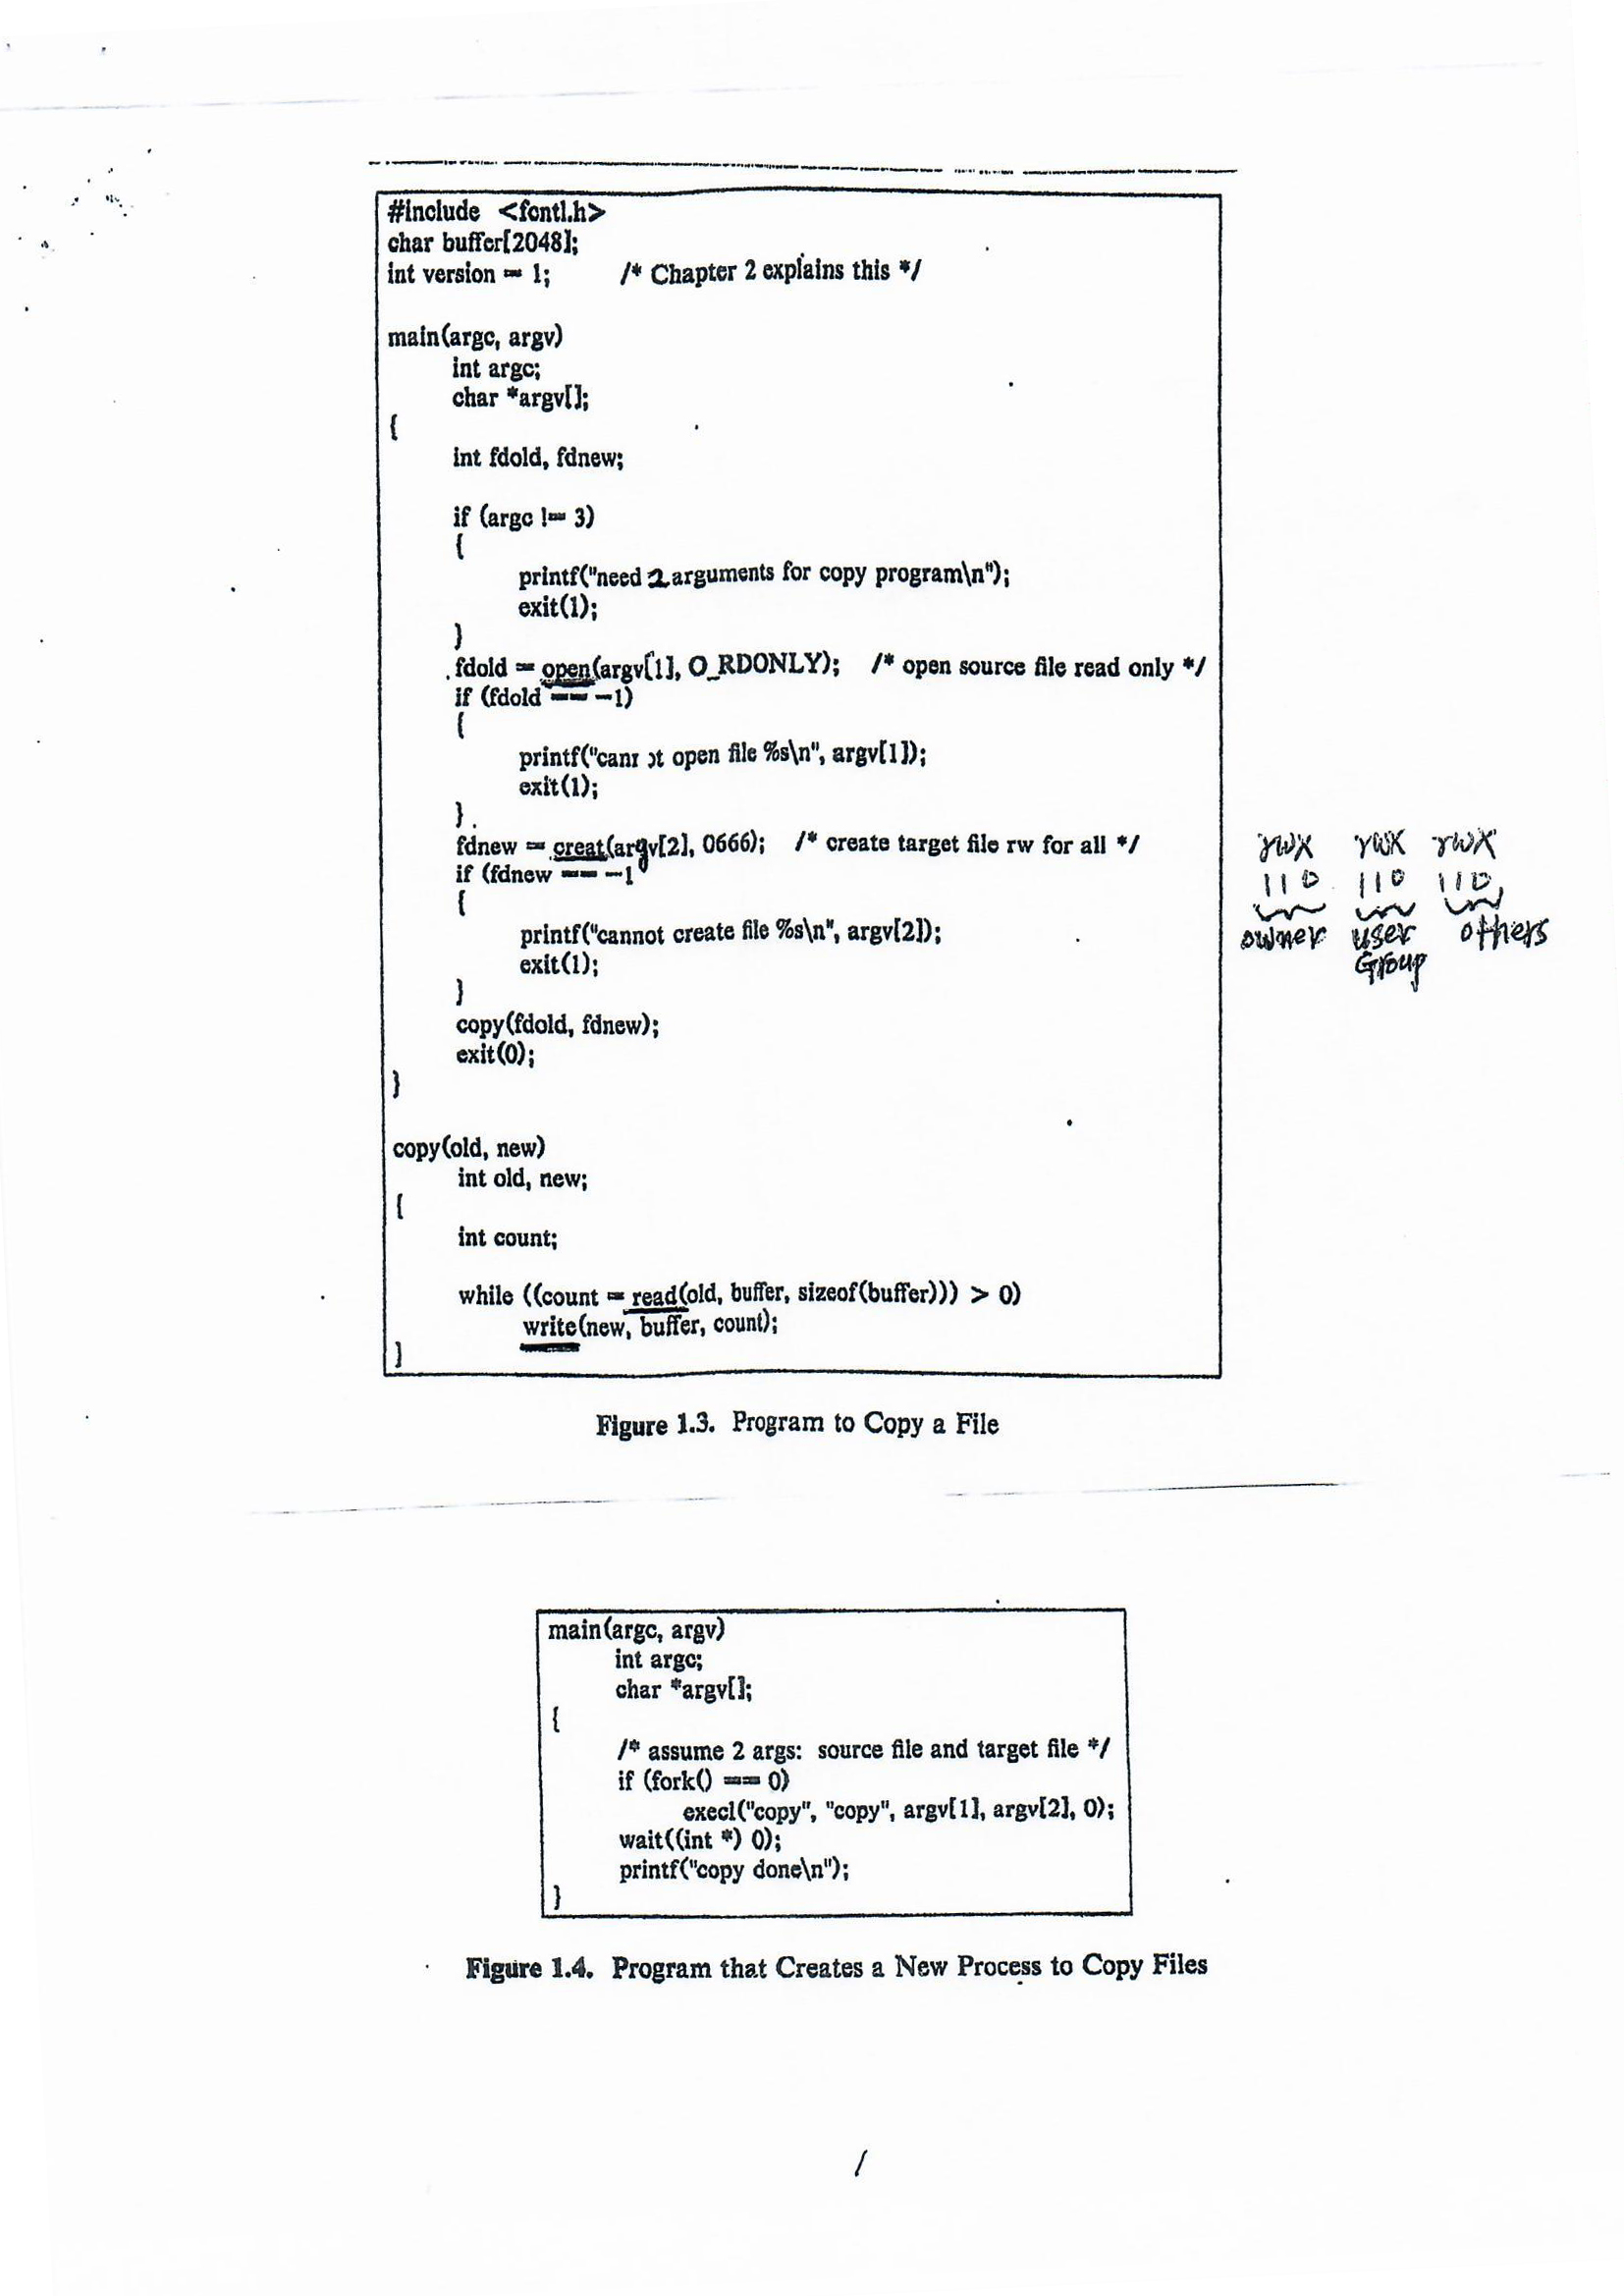 #include <fcntl.h>
char buffer[2048];
int version = 1; /* Chapter 2 explains this */
main(argc, argv)
int argc;
char *argv[];
{
int fdold, fdnew;
if (argc != 3)
{
printf("need 2 arguments for copy program\n");
exit(1);
}
fdold = open(argv[1], O_RDONLY); /* open source file read only */
if (fdold == -1)
{
printf("cannot open file %s\n", argv[1]);
exit(1);
}
fdnew = creat(argv[2], 0666); /* create target file rw for all */
if (fdnew == -1
{
printf("cannot create file %s\n", argv[2]);
exit(1);
}
copy(fdold, fdnew);
exit(0);
}
rwx rwx rwx
110 110 110
owner user others
Group
copy(old, new)
int old, new;
{
int count;
while ((count = read(old, buffer, sizeof(buffer))) > 0)
write(new, buffer, count);
}
Figure 1.3. Program to Copy a File
main(argc, argv)
int argc;
char *argv[];
{
/* assume 2 args: source file and target file */
if (fork() == 0)
execl("copy", "copy", argv[1], argv[2], 0);
wait((int *) 0);
printf("copy done\n");
}
Figure 1.4. Program that Creates a New Process to Copy Files
1